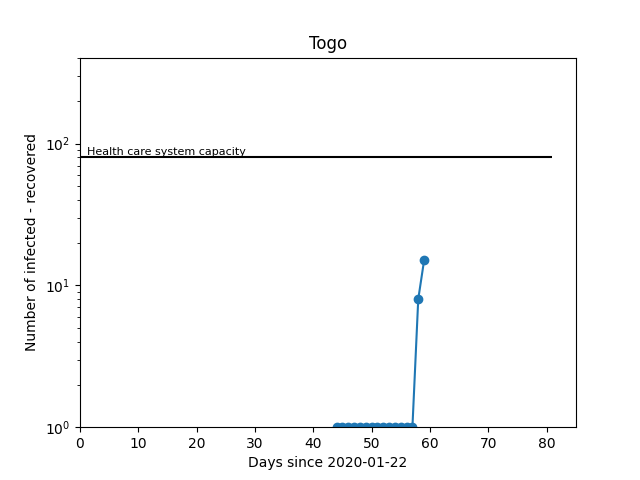 Togo
Number of infected - recovered
10²
10¹
10⁰
Health care system capacity
0 10 20 30 40 50 60 70 80
Days since 2020-01-22